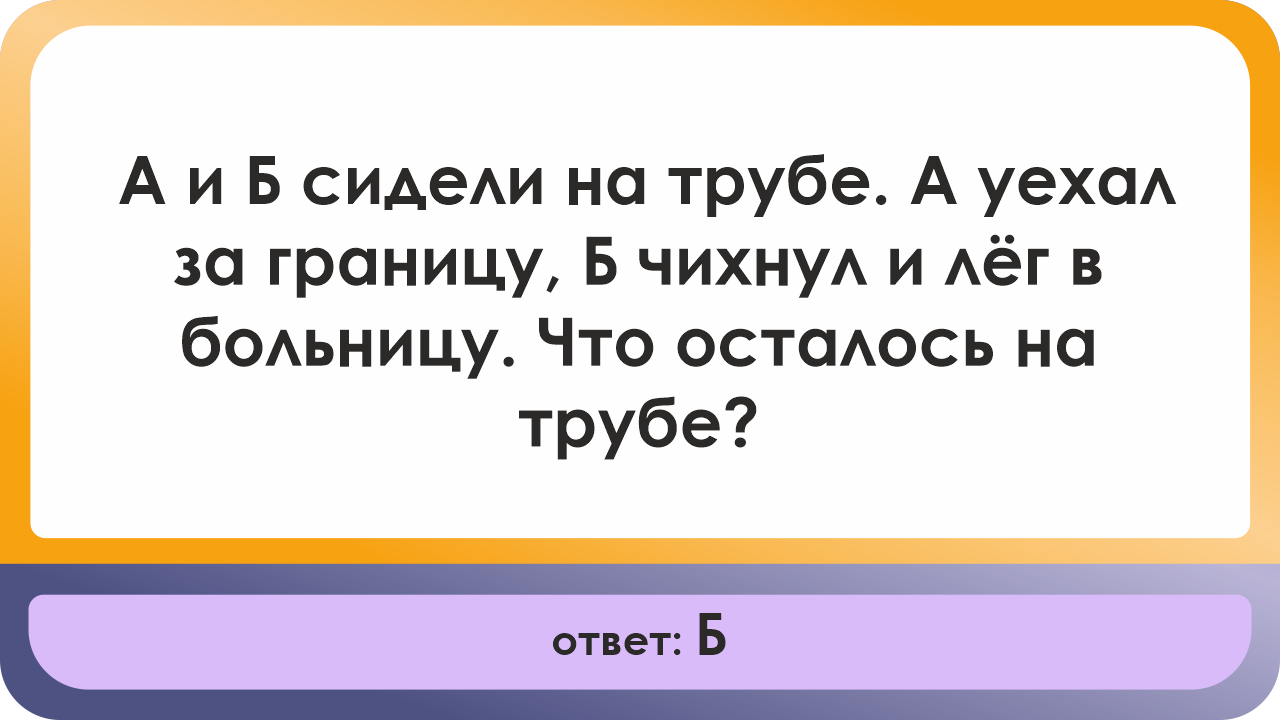 А и Б сидели на трубе. А уехал
за границу, Б чихнул и лёг в
больницу. Что осталось на
трубе?
ответ: Б